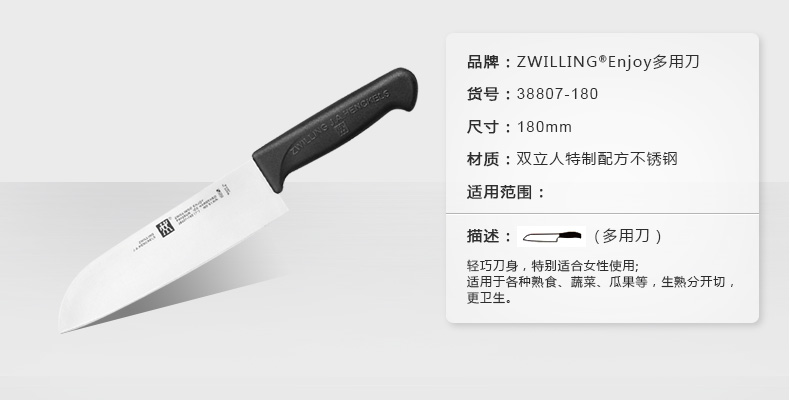 ZWILLING J.A. HENCKELS
品牌：ZWILLING®Enjoy多用刀
货号：38807-180
尺寸：180mm
材质：双立人特制配方不锈钢
适用范围：
描述：（多用刀）
轻巧刀身，特别适合女性使用;
适用于各种熟食、蔬菜、瓜果等，生熟分开切，
更卫生。